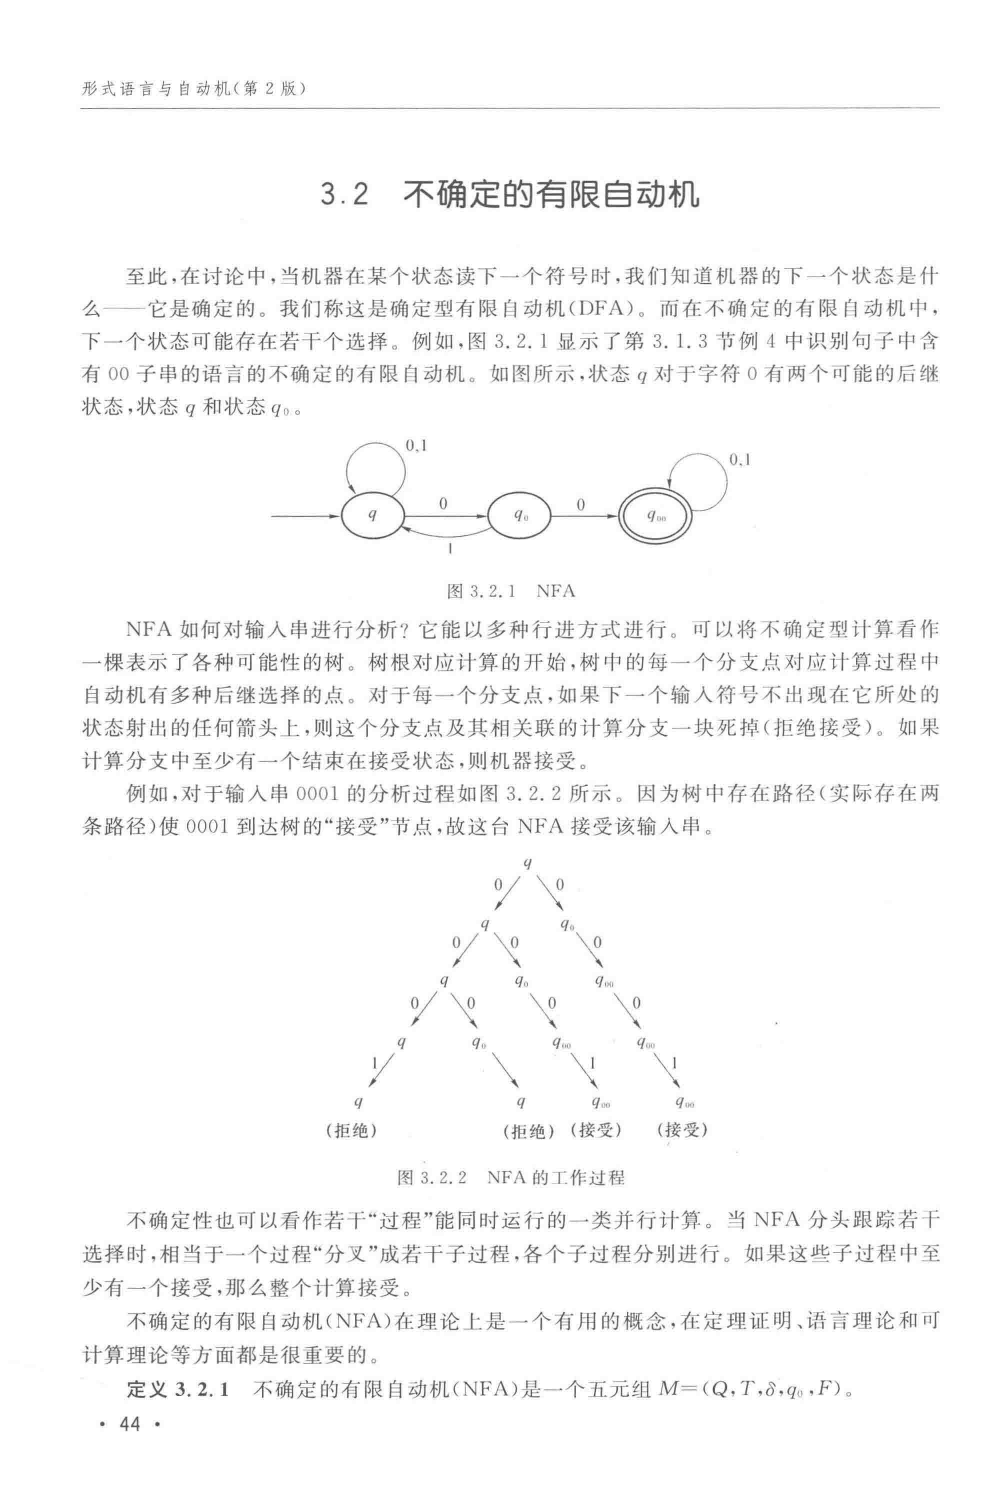 形式语言与自动机(第2版)
3.2 不确定的有限自动机
至此,在讨论中,当机器在某个状态读下一个符号时,我们知道机器的下一个状态是什
么——它是确定的。我们称这是确定型有限自动机(DFA)。而在不确定的有限自动机中,
下一个状态可能存在若干个选择。例如,图 3.2.1 显示了第 3.1.3 节例 4 中识别句子中含
有 00 子串的语言的不确定的有限自动机。如图所示,状态 q 对于字符 0 有两个可能的后继
状态,状态 q 和状态 q₀。
0,1
0,1
q 0 q₀ 0 q₀₀
1
图 3.2.1 NFA
NFA 如何对输入串进行分析? 它能以多种行进方式进行。可以将不确定型计算看作
一棵表示了各种可能性的树。树根对应计算的开始,树中的每一个分支点对应计算过程中
自动机有多种后继选择的点。对于每一个分支点,如果下一个输入符号不出现在它所处的
状态射出的任何箭头上,则这个分支点及其相关联的计算分支一块死掉(拒绝接受)。如果
计算分支中至少有一个结束在接受状态,则机器接受。
例如,对于输入串 0001 的分析过程如图 3.2.2 所示。因为树中存在路径(实际存在两
条路径)使 0001 到达树的“接受”节点,故这台 NFA 接受该输入串。
q
0 0
q q₀
0 0 0
q q₀ q₀₀
0 0 0 0
q q₀ q₀₀ q₀₀
1 1 1
q q q₀₀ q₀₀
(拒绝) (拒绝) (接受) (接受)
图 3.2.2 NFA 的工作过程
不确定性也可以看作若干“过程”能同时运行的一类并行计算。当 NFA 分头跟踪若干
选择时,相当于一个过程“分叉”成若干子过程,各个子过程分别进行。如果这些子过程中至
少有一个接受,那么整个计算接受。
不确定的有限自动机(NFA)在理论上是一个有用的概念,在定理证明、语言理论和可
计算理论等方面都是很重要的。
定义 3.2.1 不确定的有限自动机(NFA)是一个五元组 M=(Q,T,δ,q₀,F)。
· 44 ·